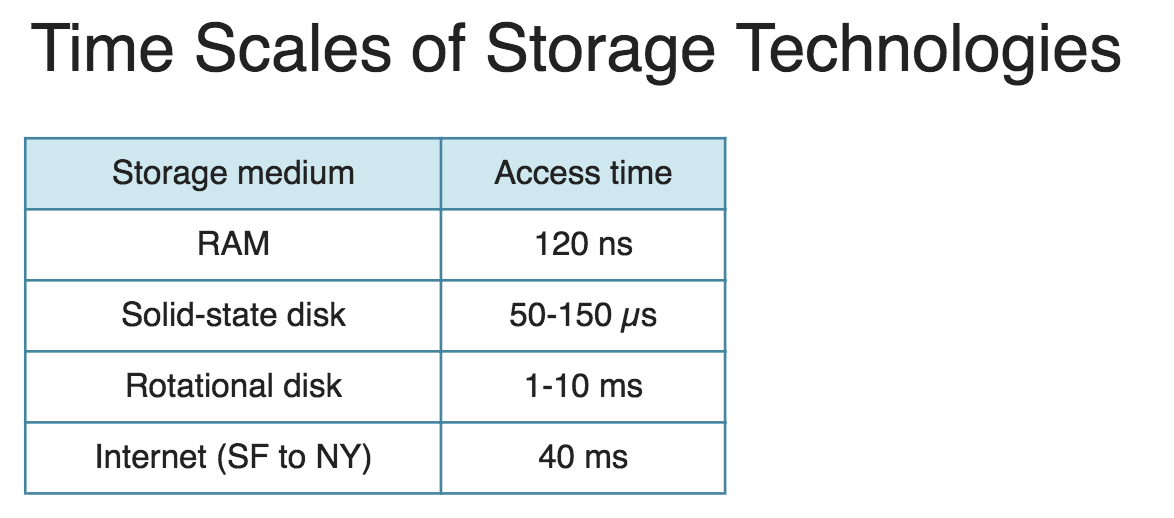 Time Scales of Storage Technologies
Storage medium Access time
RAM 120 ns
Solid-state disk 50-150 µs
Rotational disk 1-10 ms
Internet (SF to NY) 40 ms